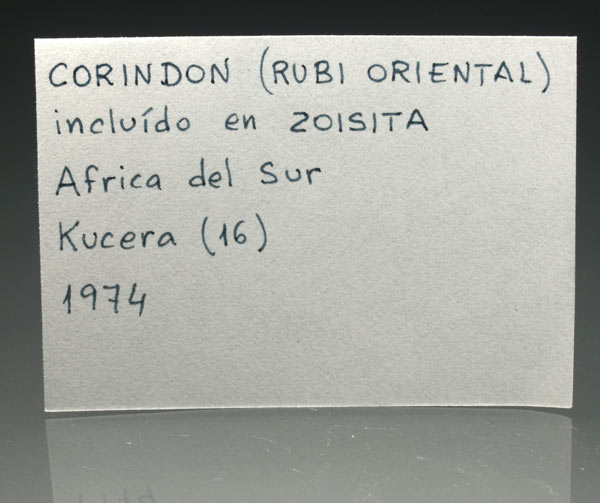 CORINDON (RUBI ORIENTAL)
incluído en ZOISITA
Africa del Sur
Kucera (16)
1974